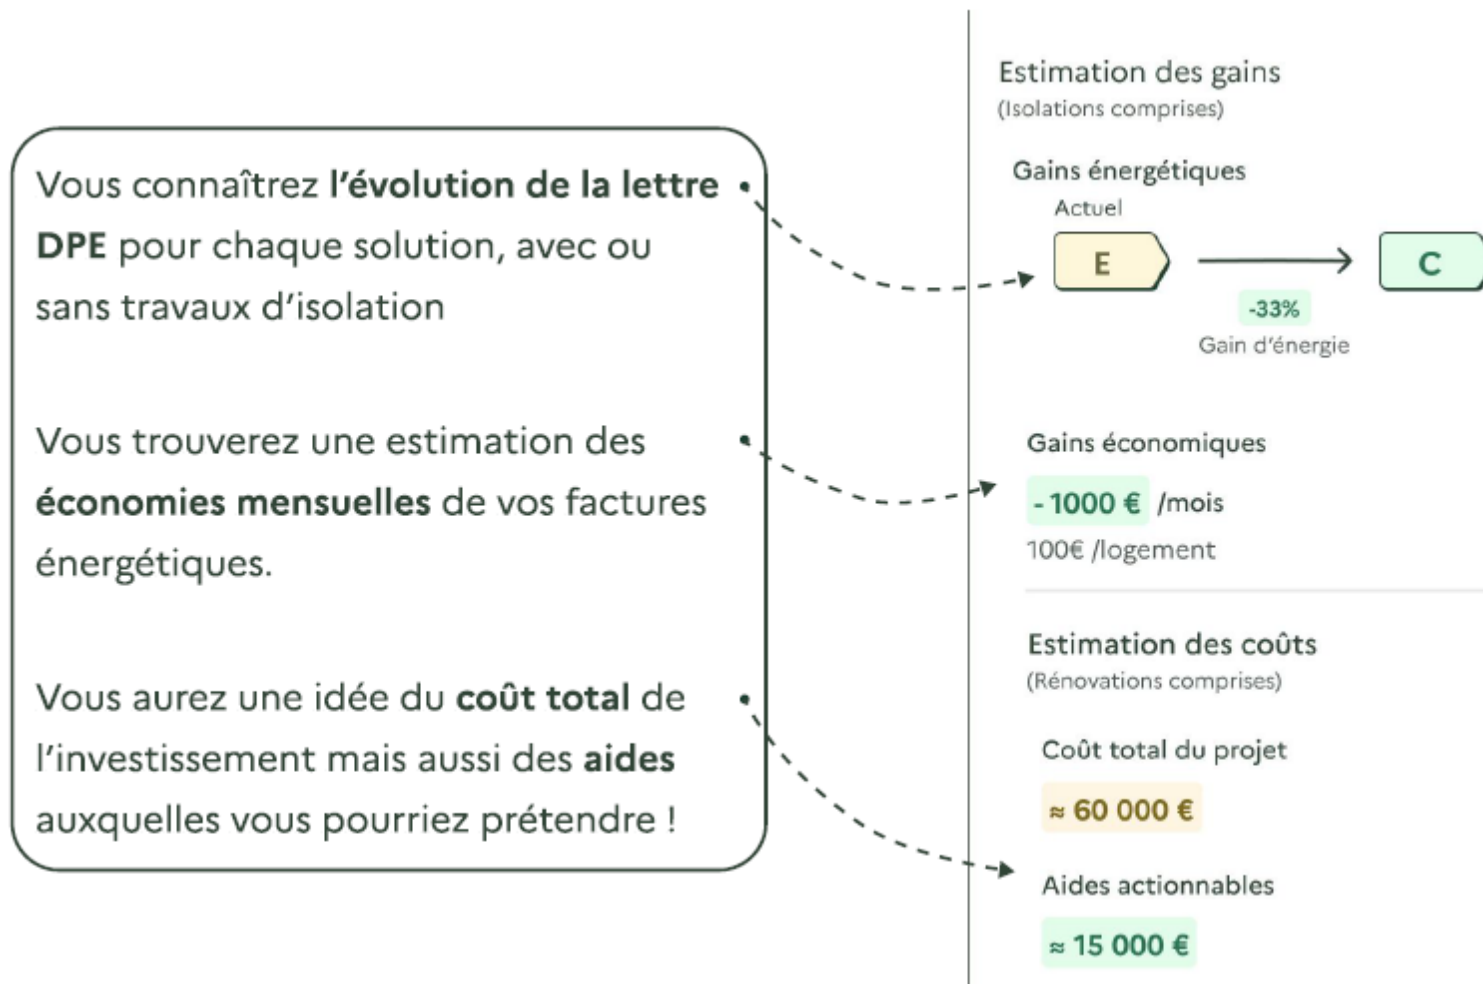 Vous connaîtrez l'évolution de la lettre
DPE pour chaque solution, avec ou
sans travaux d'isolation
Vous trouverez une estimation des
économies mensuelles de vos factures
énergétiques.
Vous aurez une idée du coût total de
l'investissement mais aussi des aides
auxquelles vous pourriez prétendre !
Estimation des gains
(Isolations comprises)
Gains énergétiques
Actuel
E
C
-33%
Gain d'énergie
Gains économiques
- 1000 € /mois
100€ /logement
Estimation des coûts
(Rénovations comprises)
Coût total du projet
≈ 60 000 €
Aides actionnables
≈ 15 000 €